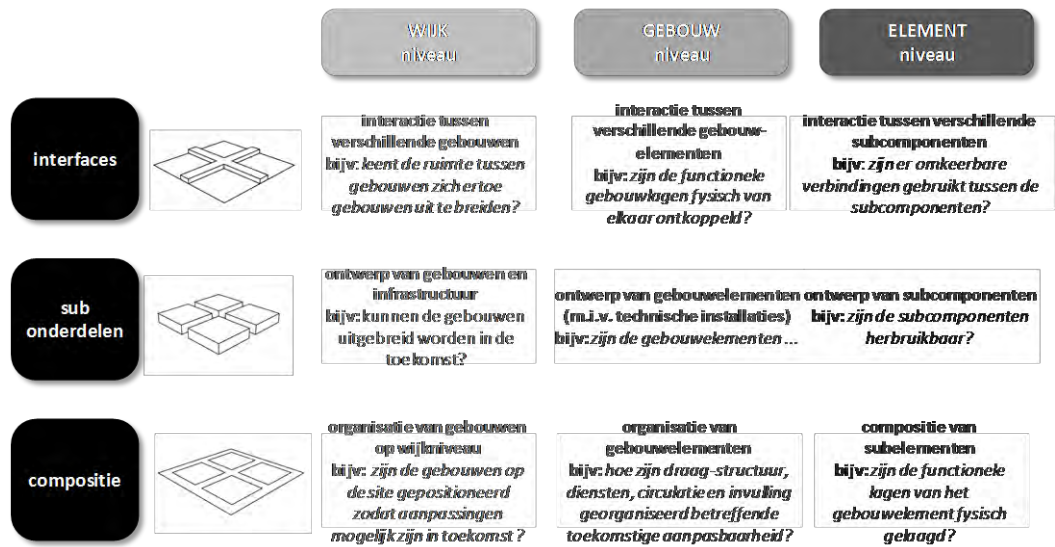 WIJK
niveau
GEBOUW
niveau
ELEMENT
niveau
interfaces
interactie tussen
verschillende gebouwen
bijv: leent de ruimte tussen
gebouwen zich ertoe
gebouwen uit te breiden?
interactie tussen
verschillende gebouw-
elementen
bijv: zijn de functionele
gebouwlagen fysisch van
elkaar ontkoppeld?
interactie tussen verschillende
subcomponenten
bijv: zijn er omkeerbare
verbindingen gebruikt tussen de
subcomponenten?
sub
onderdelen
ontwerp van gebouwen en
infrastructuur
bijv: kunnen de gebouwen
uitgebreid worden in de
toekomst?
ontwerp van gebouwelementen
(m.i.v. technische installaties)
bijv: zijn de gebouwelementen ...
ontwerp van subcomponenten
bijv: zijn de subcomponenten
herbruikbaar?
compositie
organisatie van gebouwen
op wijkniveau
bijv: zijn de gebouwen op
de site gepositioneerd
zodat aanpassingen
mogelijk zijn in toekomst?
organisatie van
gebouwelementen
bijv: hoe zijn draag-structuur,
diensten, circulatie en invulling
georganiseerd betreffende
toekomstige aanpasbaarheid?
compositie van
subelementen
bijv: zijn de functionele
lagen van het
gebouwelement fysisch
gelaagd?